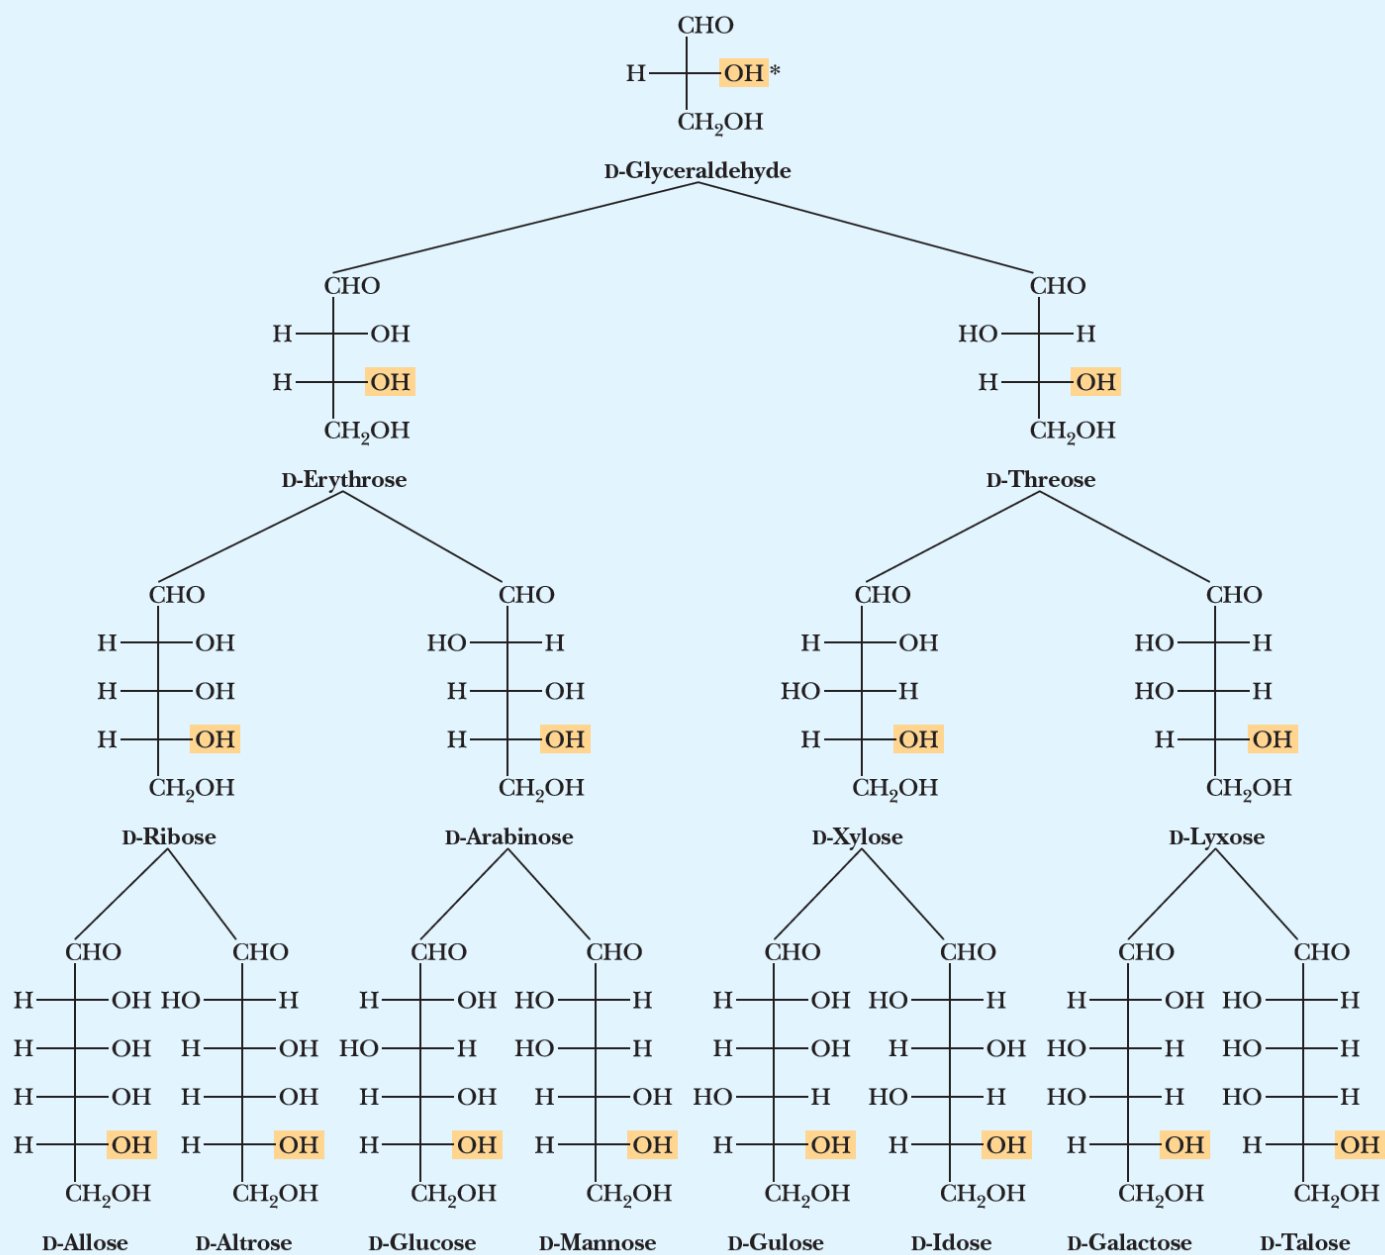 CHO
H OH*
CH₂OH
D-Glyceraldehyde
CHO CHO
H OH HO H
H OH H OH
CH₂OH CH₂OH
D-Erythrose D-Threose
CHO CHO CHO CHO
H OH HO H H OH HO H
H OH H OH HO H HO H
H OH H OH H OH H OH
CH₂OH CH₂OH CH₂OH CH₂OH
D-Ribose D-Arabinose D-Xylose D-Lyxose
CHO CHO CHO CHO CHO CHO CHO CHO
H OH HO H H OH HO H H OH HO H H OH HO H
H OH H OH HO H HO H H OH H OH HO H HO H
H OH H OH H OH H OH HO H HO H HO H HO H
H OH H OH H OH H OH H OH H OH H OH H OH
CH₂OH CH₂OH CH₂OH CH₂OH CH₂OH CH₂OH CH₂OH CH₂OH
D-Allose D-Altrose D-Glucose D-Mannose D-Gulose D-Idose D-Galactose D-Talose